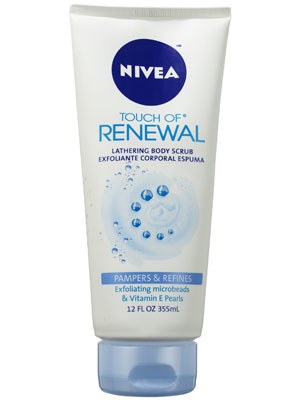 NIVEA
TOUCH OF®
RENEWAL
LATHERING BODY SCRUB
EXFOLIANTE CORPORAL ESPUMA
PAMPERS & REFINES
Exfoliating microbeads
& Vitamin E Pearls
12 FL OZ 355mL